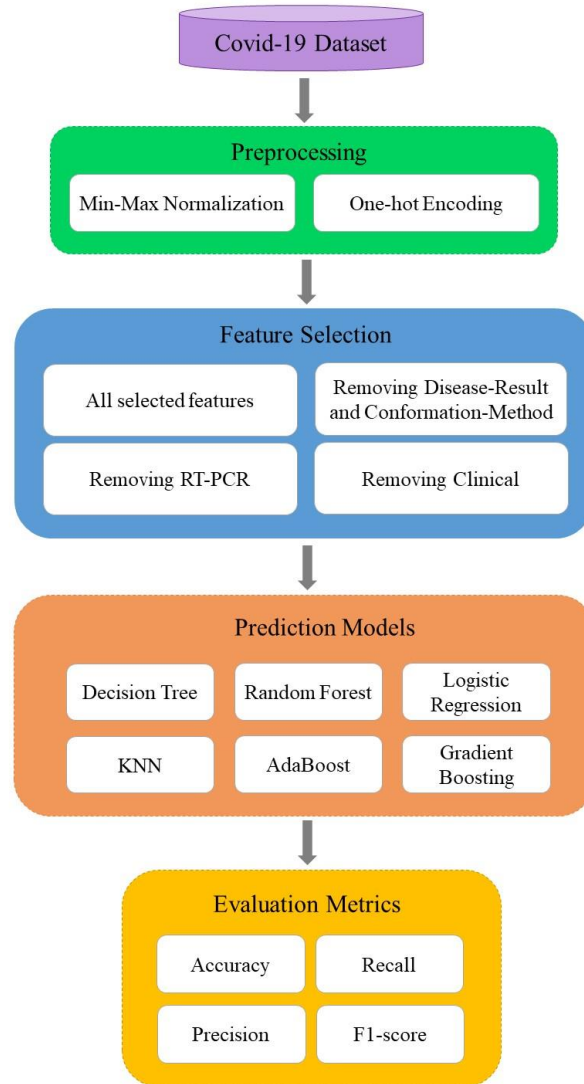 Covid-19 Dataset
Preprocessing
Min-Max Normalization
One-hot Encoding
Feature Selection
All selected features
Removing Disease-Result
and Conformation-Method
Removing RT-PCR
Removing Clinical
Prediction Models
Decision Tree
Random Forest
Logistic
Regression
KNN
AdaBoost
Gradient
Boosting
Evaluation Metrics
Accuracy
Recall
Precision
F1-score